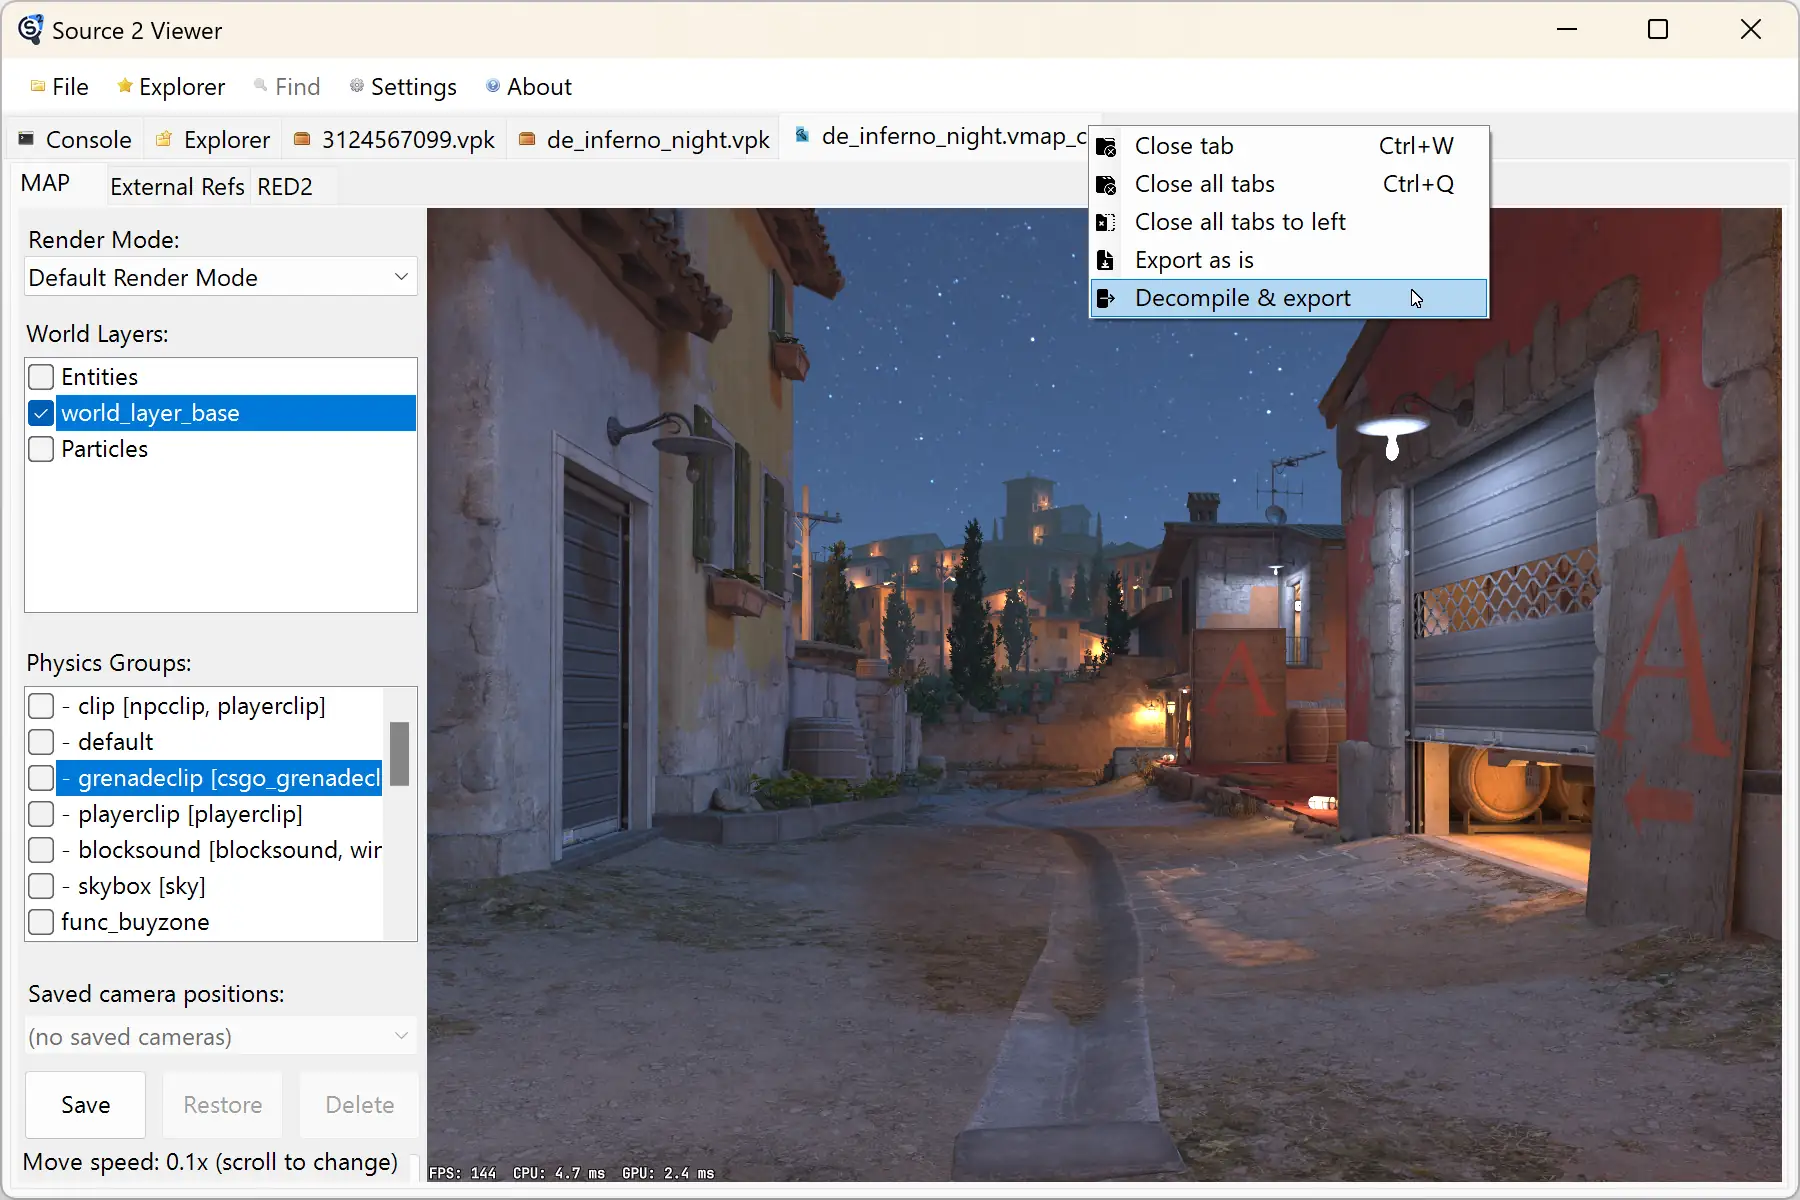 Source 2 Viewer
File Explorer Find Settings About
Console Explorer 3124567099.vpk de_inferno_night.vpk de_inferno_night.vmap_c
Close tab Ctrl+W
Close all tabs Ctrl+Q
Close all tabs to left
Export as is
Decompile & export
MAP External Refs RED2
Render Mode:
Default Render Mode
World Layers:
Entities
world_layer_base
Particles
Physics Groups:
- clip [npcclip, playerclip]
- default
- grenadeclip [csgo_grenadecl
- playerclip [playerclip]
- blocksound [blocksound, wir
- skybox [sky]
func_buyzone
Saved camera positions:
(no saved cameras)
Save Restore Delete
Move speed: 0.1x (scroll to change)
A
A
FPS: 144 CPU: 4.7 ms GPU: 2.4 ms